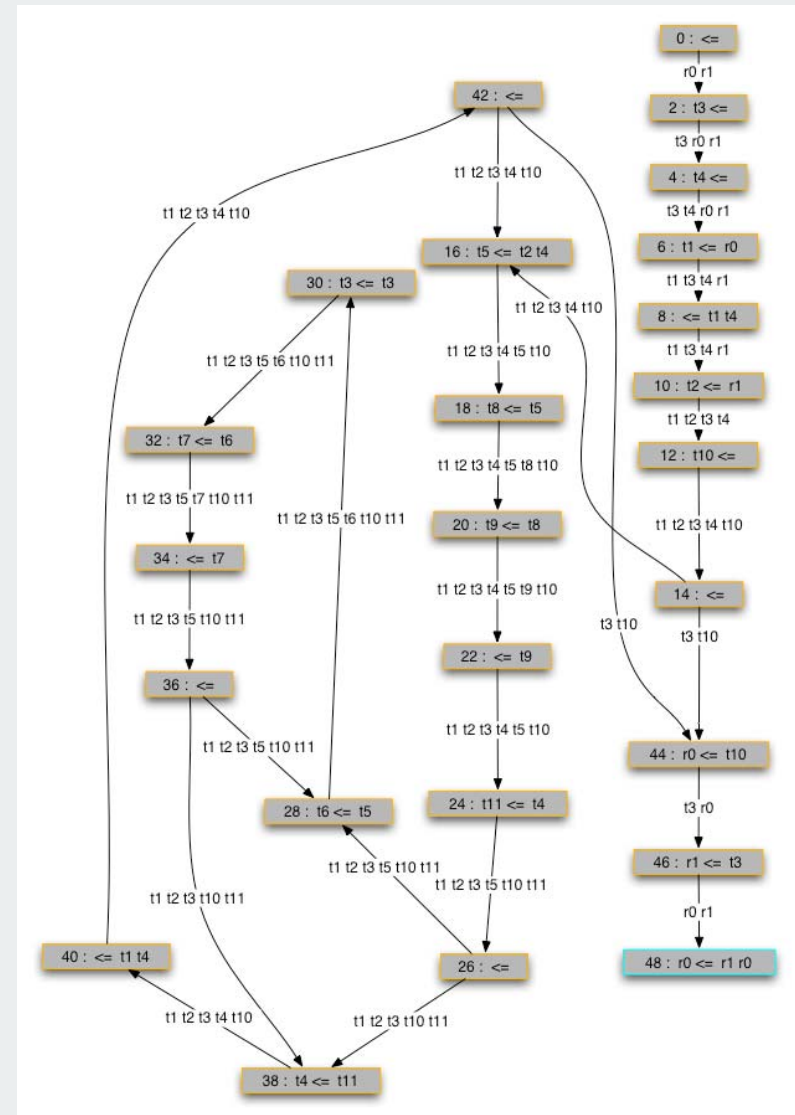 0 : <=
r0 r1
2 : t3 <=
t3 r0 r1
4 : t4 <=
t3 t4 r0 r1
6 : t1 <= r0
t1 t3 t4 r1
8 : <= t1 t4
t1 t3 t4 r1
10 : t2 <= r1
t1 t2 t3 t4
12 : t10 <=
t1 t2 t3 t4 t10
14 : <=
t3 t10
44 : r0 <= t10
t3 r0
46 : r1 <= t3
r0 r1
48 : r0 <= r1 r0
42 : <=
t1 t2 t3 t4 t10
t3 t10
16 : t5 <= t2 t4
t1 t2 t3 t4 t10
t1 t2 t3 t4 t5 t10
18 : t8 <= t5
t1 t2 t3 t4 t5 t8 t10
20 : t9 <= t8
t1 t2 t3 t4 t5 t9 t10
22 : <= t9
t1 t2 t3 t4 t5 t10
24 : t11 <= t4
t1 t2 t3 t5 t10 t11
26 : <=
t1 t2 t3 t5 t10 t11
t1 t2 t3 t10 t11
28 : t6 <= t5
t1 t2 t3 t5 t6 t10 t11
30 : t3 <= t3
t1 t2 t3 t5 t6 t10 t11
32 : t7 <= t6
t1 t2 t3 t5 t7 t10 t11
34 : <= t7
t1 t2 t3 t5 t10 t11
36 : <=
t1 t2 t3 t5 t10 t11
t1 t2 t3 t10 t11
38 : t4 <= t11
t1 t2 t3 t4 t10
40 : <= t1 t4
t1 t2 t3 t4 t10